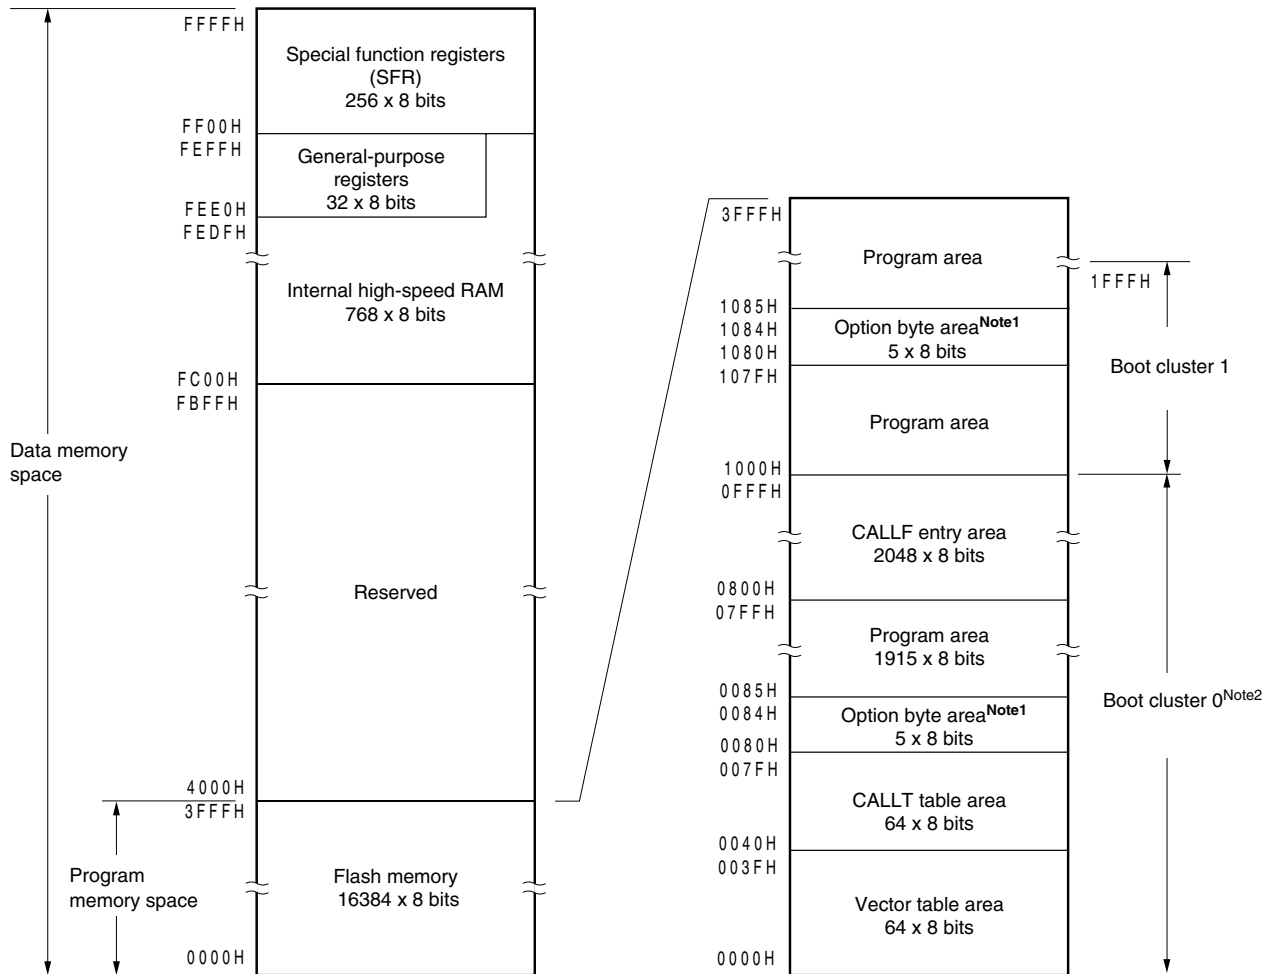 FFFFH
Special function registers
(SFR)
256 x 8 bits
FF00H
FEFFH
General-purpose
registers
32 x 8 bits
FEE0H
FEDFH
Internal high-speed RAM
768 x 8 bits
FC00H
FBFFH
Data memory
space
Reserved
4000H
3FFFH
Program
memory space
Flash memory
16384 x 8 bits
0000H
3FFFH
Program area
1FFFH
1085H
1084H
Option byte area Note1
5 x 8 bits
1080H
107FH
Boot cluster 1
Program area
1000H
0FFFH
CALLF entry area
2048 x 8 bits
0800H
07FFH
Program area
1915 x 8 bits
0085H
0084H
Option byte area Note1
5 x 8 bits
Boot cluster 0 Note2
0080H
007FH
CALLT table area
64 x 8 bits
0040H
003FH
Vector table area
64 x 8 bits
0000H